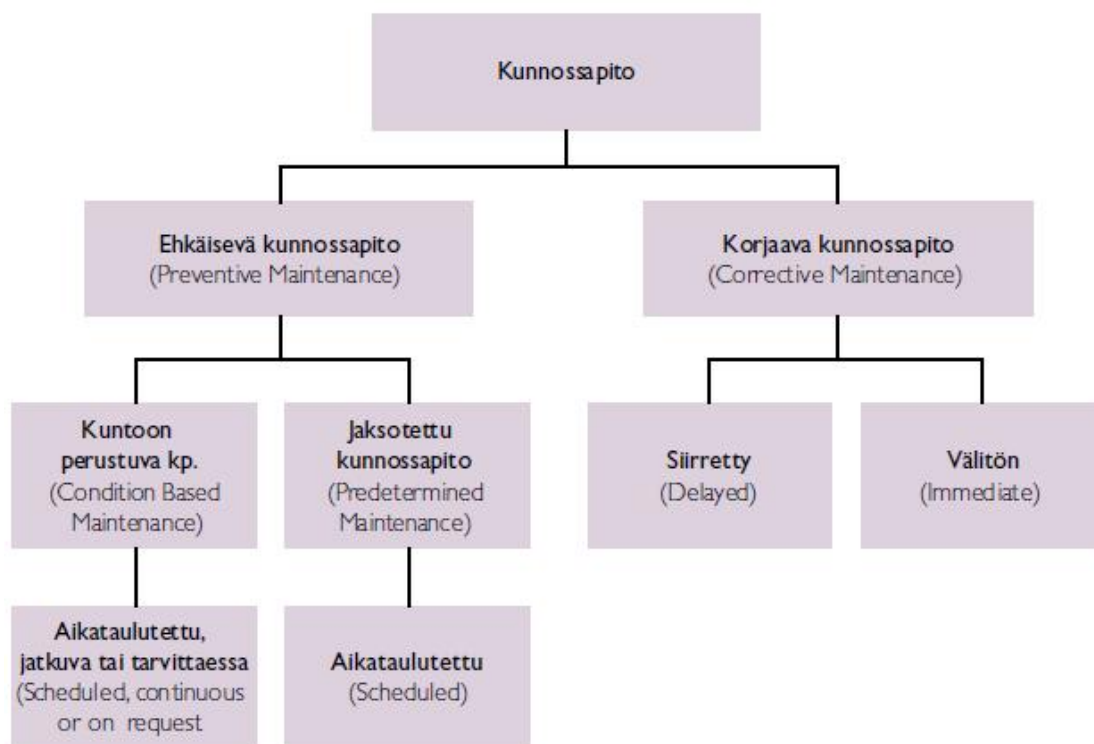 Kunnossapito
Ehkäisevä kunnossapito
(Preventive Maintenance)
Korjaava kunnossapito
(Corrective Maintenance)
Kuntoon
perustuva kp.
(Condition Based
Maintenance)
Jaksotettu
kunnossapito
(Predetermined
Maintenance)
Siirretty
(Delayed)
Välitön
(Immediate)
Aikataulutettu,
jatkuva tai tarvittaessa
(Scheduled, continuous
or on request
Aikataulutettu
(Scheduled)